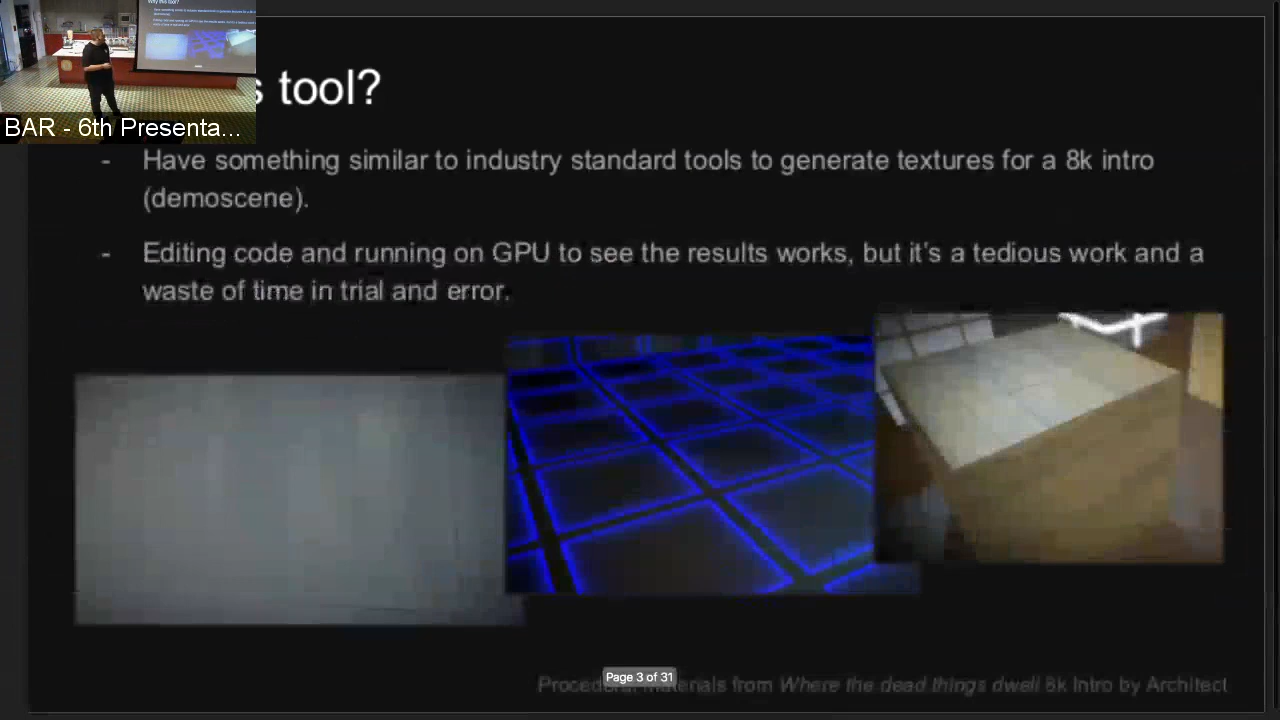 s tool?
BAR - 6th Presenta...
- Have something similar to industry standard tools to generate textures for a 8k intro
(demoscene).
- Editing code and running on GPU to see the results works, but it's a tedious work and a
waste of time in trial and error.
Page 3 of 31
Procedural Materials from Where the dead things dwell 8k Intro by Architect